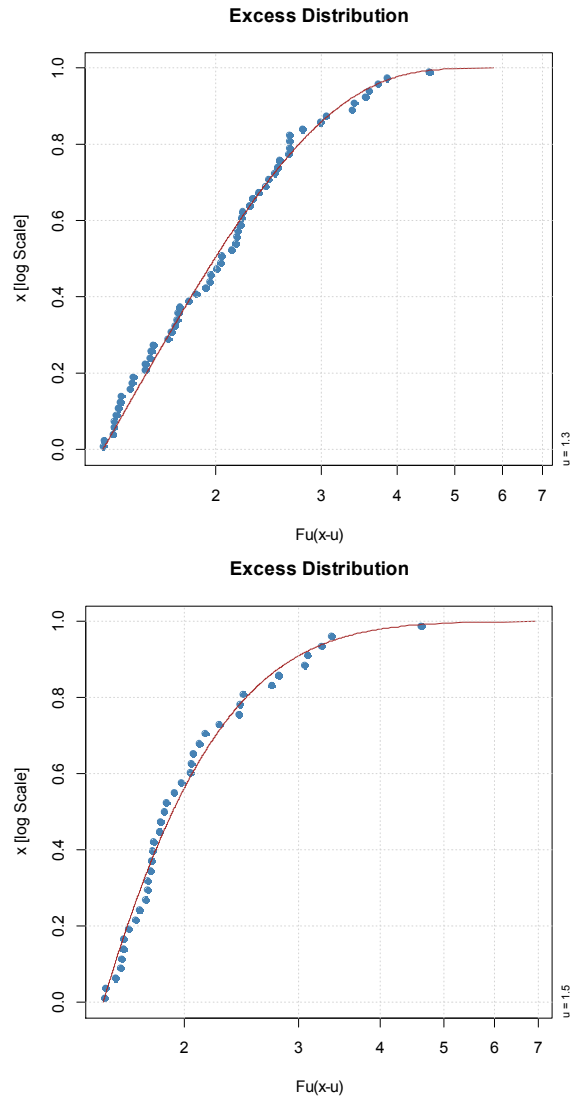 Excess Distribution
1.0
0.8
0.6
0.4
0.2
0.0
x [log Scale]
2 3 4 5 6 7
Fu(x-u)
u = 1.3
Excess Distribution
1.0
0.8
0.6
0.4
0.2
0.0
x [log Scale]
2 3 4 5 6 7
Fu(x-u)
u = 1.5